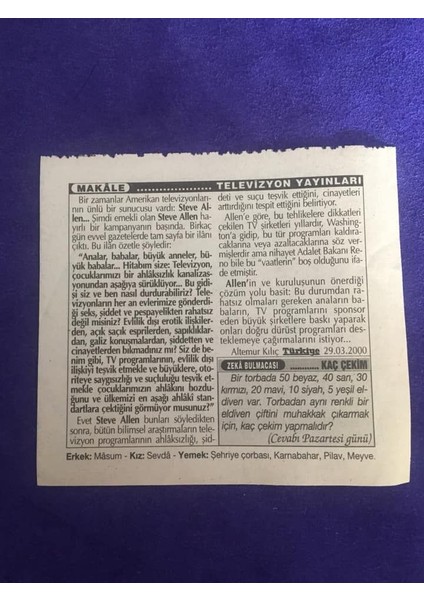 MAKÂLE .................. TELEVİZYON YAYINLARI
Bir zamanlar Amerikan televizyonları-
nın ünlü bir sunucusu vardı: Steve Al-
len... Şimdi emekli olan Steve Allen ha-
yırlı bir kampanyanın başında. Birkaç
gün evvel gazetelerde tam sayfa bir ilânı
çıktı. Bu ilân özetle şöyledir:
"Analar, babalar, büyük anneler, bü-
yük babalar... Hitabım size: Televizyon,
çocuklarımızı bir ahlâksızlık kanalizas-
yonundan aşağıya sürüklüyor... Bu gidi-
şi siz ve ben nasıl durdurabiliriz? Tele-
vizyonların her an evlerimize gönderdi-
ği seks, şiddet ve pespayelikten rahatsız
değil misiniz? Evlilik dışı erotik ilişkiler-
den, açık saçık esprilerden, sapıklıklar-
dan, galiz konuşmalardan, şiddetten ve
cinayetlerden bıkmadınız mı? Siz de be-
nim gibi, TV programlarının, evlilik dışı
ilişkiyi teşvik etmekle ve büyüklere, oto-
riteye saygısızlığı ve suçluluğu teşvik et-
mekle çocuklarımızın ahlâkını bozdu-
ğunu ve ülkemizi en aşağı ahlâki stan-
dartlara çektiğini görmüyor musunuz!"
Evet Steve Allen bunları söyledikten
sonra, bütün bilimsel araştırmaların tele-
vizyon programlarının ahlâksızlığı, şid-
deti ve suçu teşvik ettiğini, cinayetleri
arttırdığını tespit ettiğini belirtiyor.
Allen'e göre, bu tehlikelere dikkatleri
çekilen TV şirketleri yıllardır, Washing-
ton'a gidip, bu tür programları kaldıra-
caklarına veya azaltacaklarına söz ver-
mişlerdir ama nihayet Adalet Bakanı Re-
no bile bu "vaatlerin" boş olduğunu ifa-
de etmiştir.
Allen'in ve kuruluşunun önerdiği
çözüm yolu basit: Bu durumdan ra-
hatsız olmaları gereken anaların ba-
baların, TV programlarını sponsor
eden büyük şirketlere baskı yaparak
onları doğru dürüst programları des-
teklemeye çağırmalarını istiyor...
Altemur Kılıç Türkiye 29.03.2000
ZEKÂ BULMACASI ........... KAÇ ÇEKİM
Bir torbada 50 beyaz, 40 sarı, 30
kırmızı, 20 mavi, 10 siyah, 5 yeşil el-
diven var. Torbadan aynı renkli bir
eldiven çiftini muhakkak çıkarmak
için, kaç çekim yapmalıdır?
(Cevabı Pazartesi günü)
Erkek: Mâsum - Kız: Sevdâ - Yemek: Şehriye çorbası, Karnabahar, Pilav, Meyve.